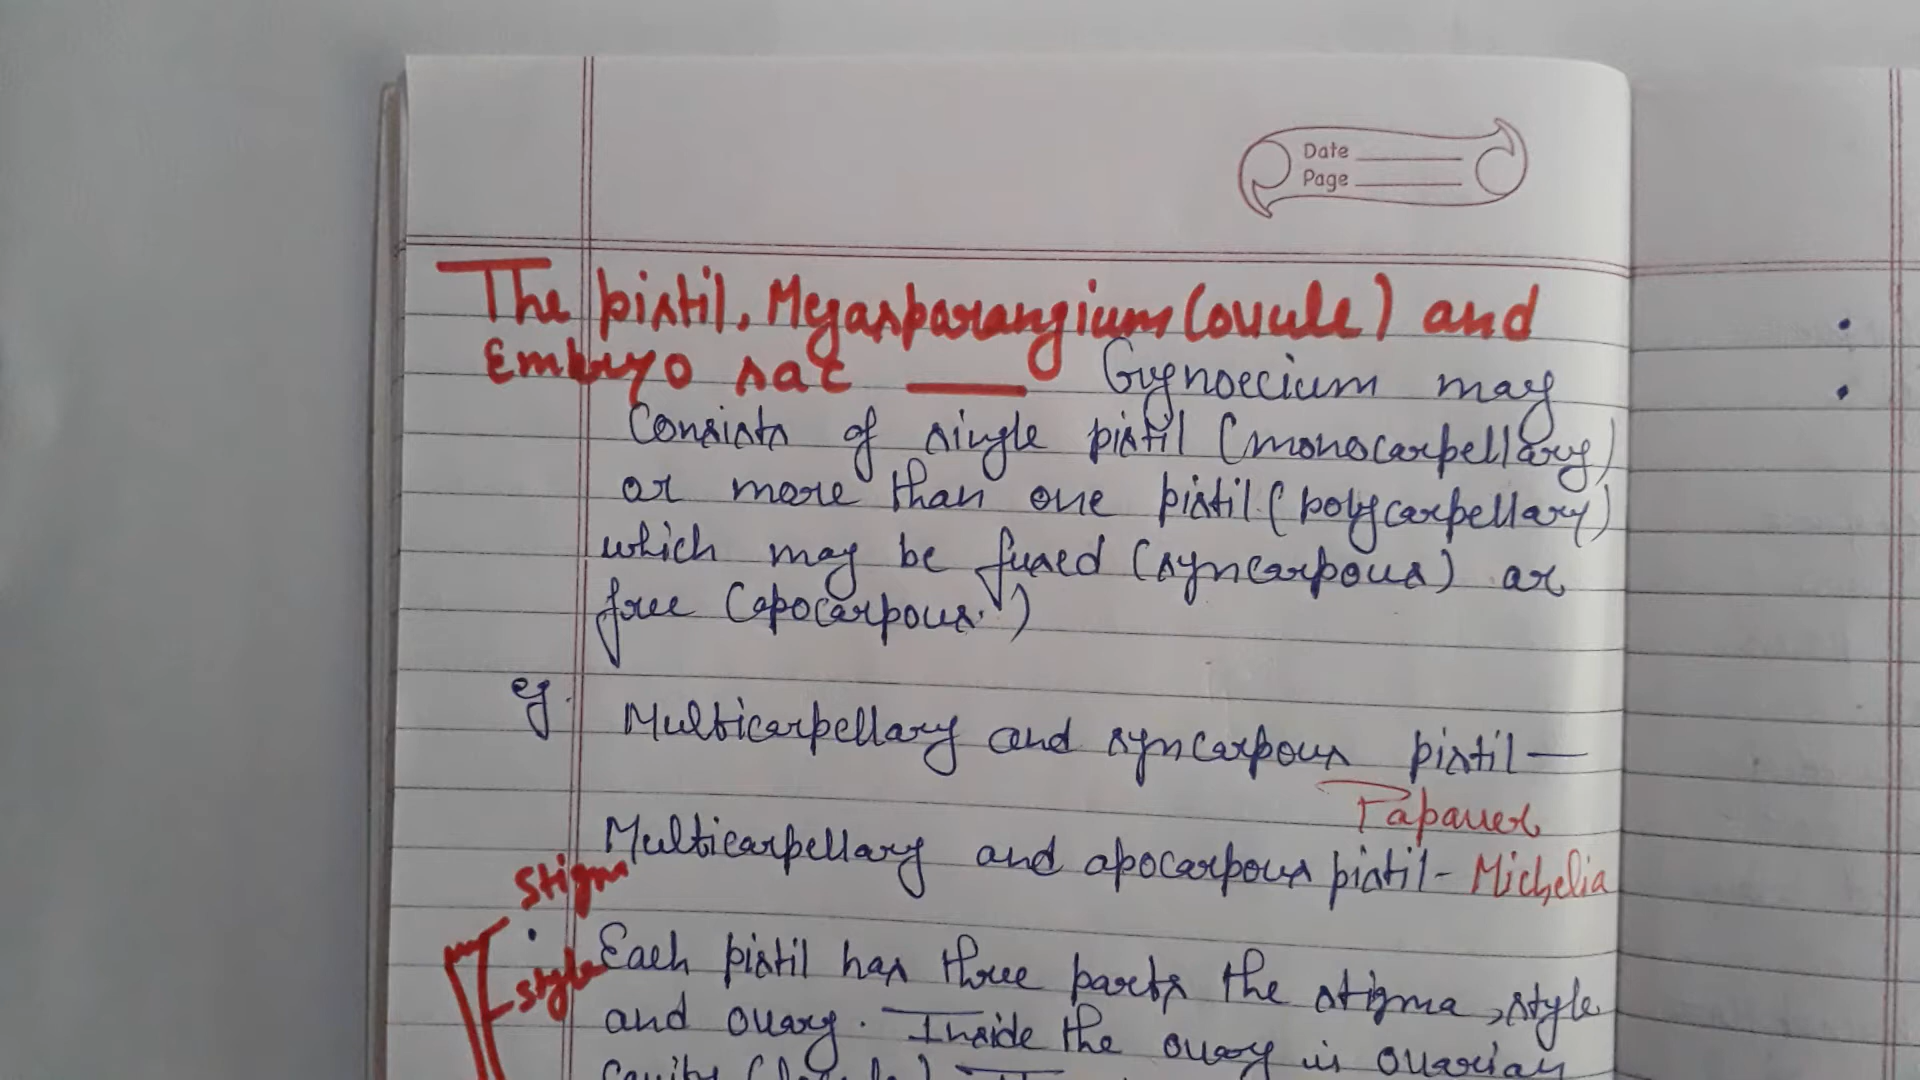 Date
Page
The pistil, Megasporangium (ovule) and
Embryo sac — Gygnoecium may
Consists of single pistil (monocarpellary)
or more than one pistil (polycarpellary)
which may be fused (syncarpous) or
free (apocarpous.)
eg. Multicarpellary and syncarpous pistil —
Papaver
Multicarpellary and apocarpous pistil - Michelia
Stigma
• Each pistil has three parts the stigma, style
style
and ovary. Inside the ovary is ovarian
cavity